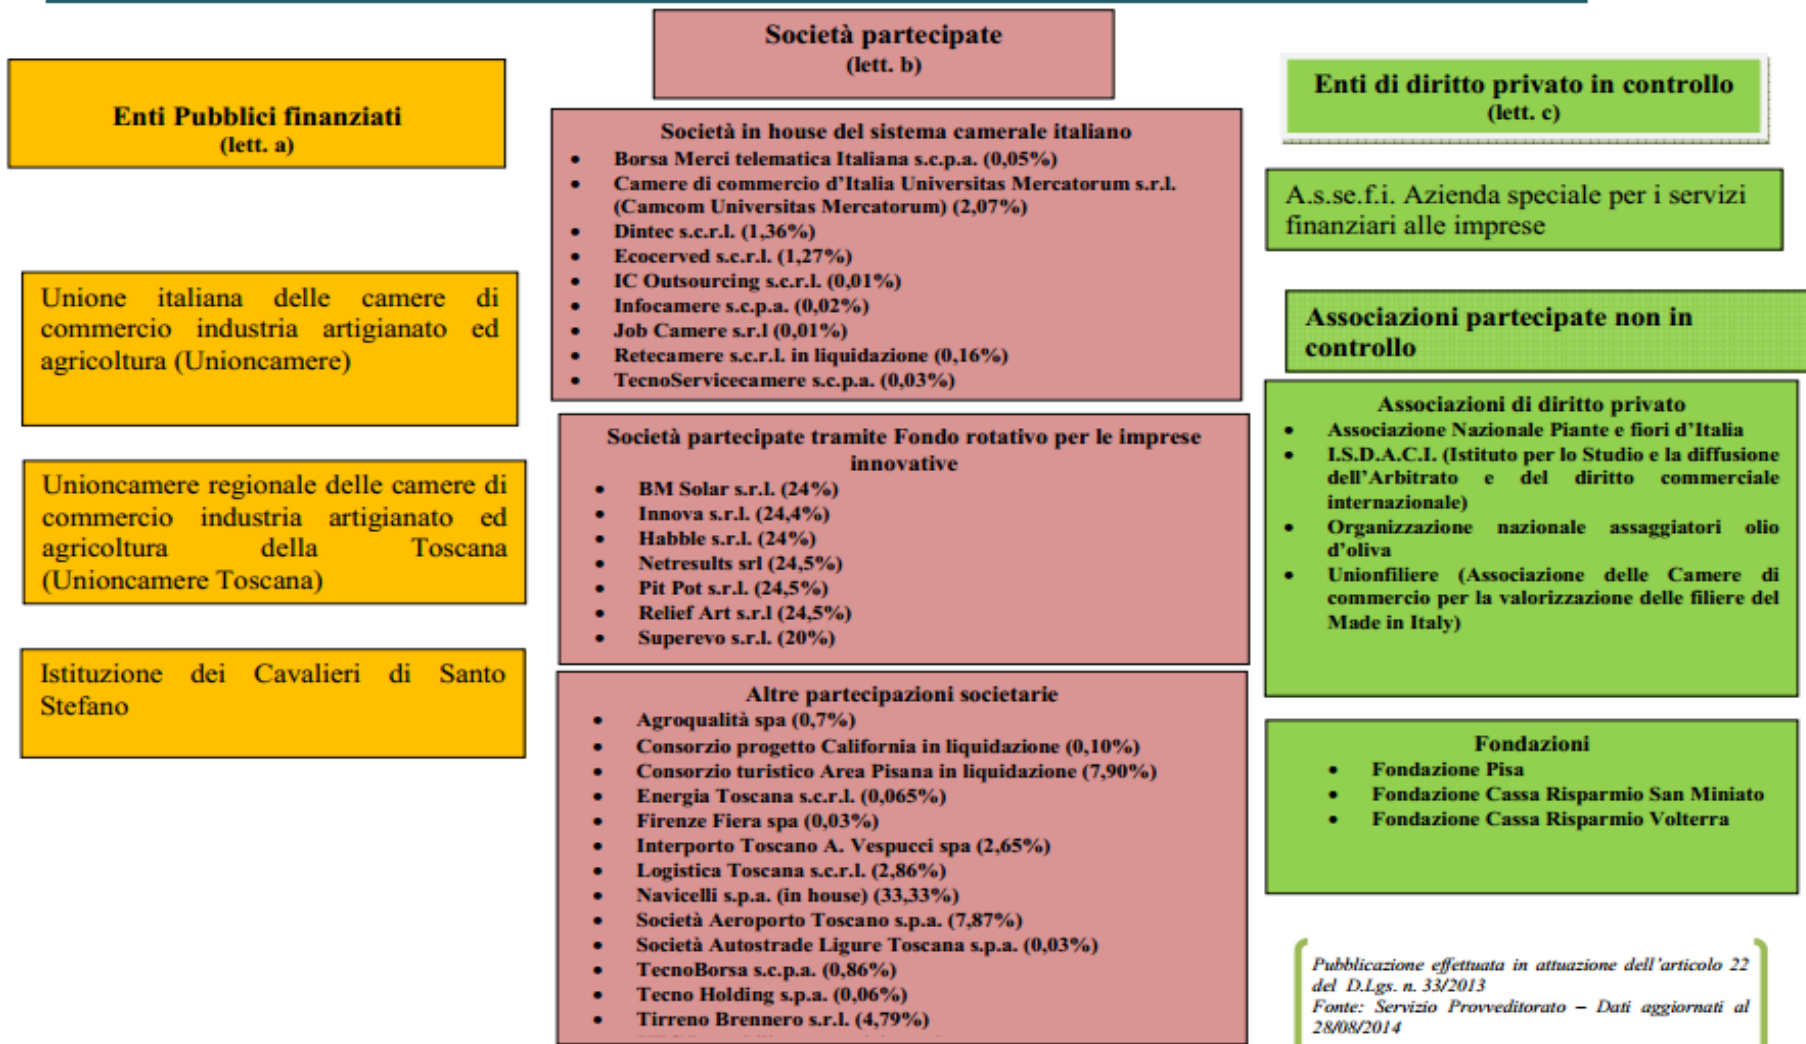 Enti Pubblici finanziati
(lett. a)
Unione italiana delle camere di
commercio industria artigianato ed
agricoltura (Unioncamere)
Unioncamere regionale delle camere di
commercio industria artigianato ed
agricoltura della Toscana
(Unioncamere Toscana)
Istituzione dei Cavalieri di Santo
Stefano
Società partecipate
(lett. b)
Società in house del sistema camerale italiano
• Borsa Merci telematica Italiana s.c.p.a. (0,05%)
• Camere di commercio d'Italia Universitas Mercatorum s.r.l.
(Camcom Universitas Mercatorum) (2,07%)
• Dintec s.c.r.l. (1,36%)
• Ecocerved s.c.r.l. (1,27%)
• IC Outsourcing s.c.r.l. (0,01%)
• Infocamere s.c.p.a. (0,02%)
• Job Camere s.r.l (0,01%)
• Retecamere s.c.r.l. in liquidazione (0,16%)
• TecnoServicecamere s.c.p.a. (0,03%)
Società partecipate tramite Fondo rotativo per le imprese
innovative
• BM Solar s.r.l. (24%)
• Innova s.r.l. (24,4%)
• Habble s.r.l. (24%)
• Netresults srl (24,5%)
• Pit Pot s.r.l. (24,5%)
• Relief Art s.r.l (24,5%)
• Superevo s.r.l. (20%)
Altre partecipazioni societarie
• Agroqualità spa (0,7%)
• Consorzio progetto California in liquidazione (0,10%)
• Consorzio turistico Area Pisana in liquidazione (7,90%)
• Energia Toscana s.c.r.l. (0,065%)
• Firenze Fiera spa (0,03%)
• Interporto Toscano A. Vespucci spa (2,65%)
• Logistica Toscana s.c.r.l. (2,86%)
• Navicelli s.p.a. (in house) (33,33%)
• Società Aeroporto Toscano s.p.a. (7,87%)
• Società Autostrade Ligure Toscana s.p.a. (0,03%)
• TecnoBorsa s.c.p.a. (0,86%)
• Tecno Holding s.p.a. (0,06%)
• Tirreno Brennero s.r.l. (4,79%)
Enti di diritto privato in controllo
(lett. c)
A.s.se.f.i. Azienda speciale per i servizi
finanziari alle imprese
Associazioni partecipate non in
controllo
Associazioni di diritto privato
• Associazione Nazionale Piante e fiori d'Italia
• I.S.D.A.C.I. (Istituto per lo Studio e la diffusione
dell'Arbitrato e del diritto commerciale
internazionale)
• Organizzazione nazionale assaggiatori olio
d'oliva
• Unionfiliere (Associazione delle Camere di
commercio per la valorizzazione delle filiere del
Made in Italy)
Fondazioni
• Fondazione Pisa
• Fondazione Cassa Risparmio San Miniato
• Fondazione Cassa Risparmio Volterra
Pubblicazione effettuata in attuazione dell'articolo 22
del D.Lgs. n. 33/2013
Fonte: Servizio Provveditorato – Dati aggiornati al
28/08/2014